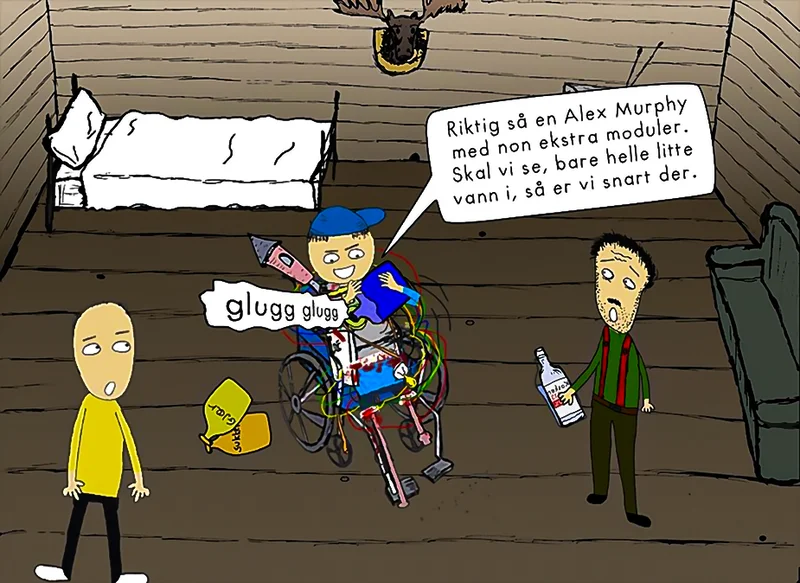 Riktig så en Alex Murphy
med non ekstra moduler.
Skal vi se, bare helle litte
vann i, så er vi snart der.
glugg glugg
Gjær